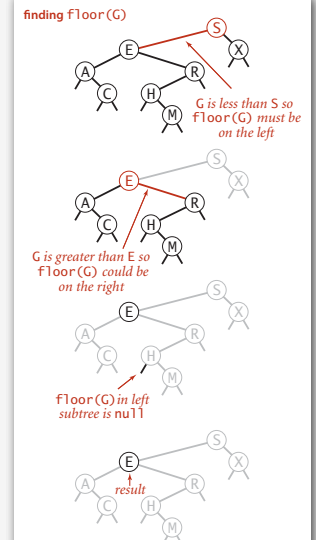 finding floor(G)
S
E
X
A
R
C
H
M
G is less than S so
floor(G) must be
on the left
S
E
X
A
R
C
H
M
G is greater than E so
floor(G) could be
on the right
S
E
X
A
R
C
H
M
floor(G) in left
subtree is null
S
E
X
A
R
result
C
H
M